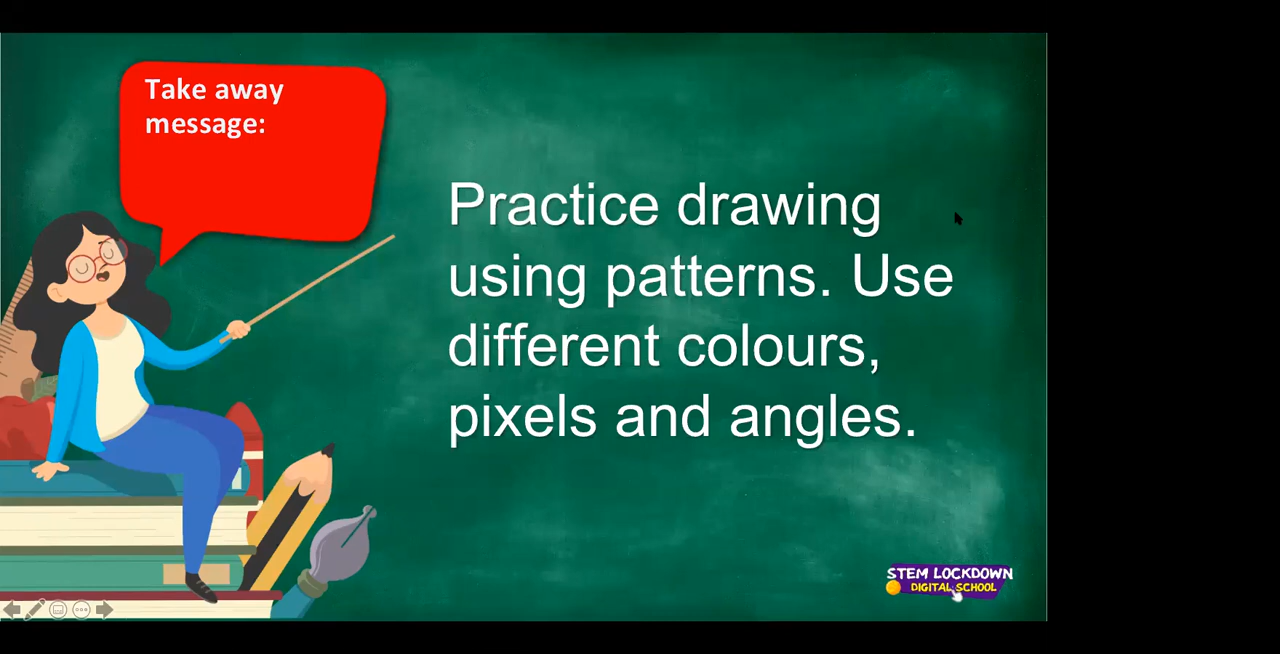 Take away
message:
Practice drawing
using patterns. Use
different colours,
pixels and angles.
STEM LOCKDOWN
DIGITAL SCHOOL